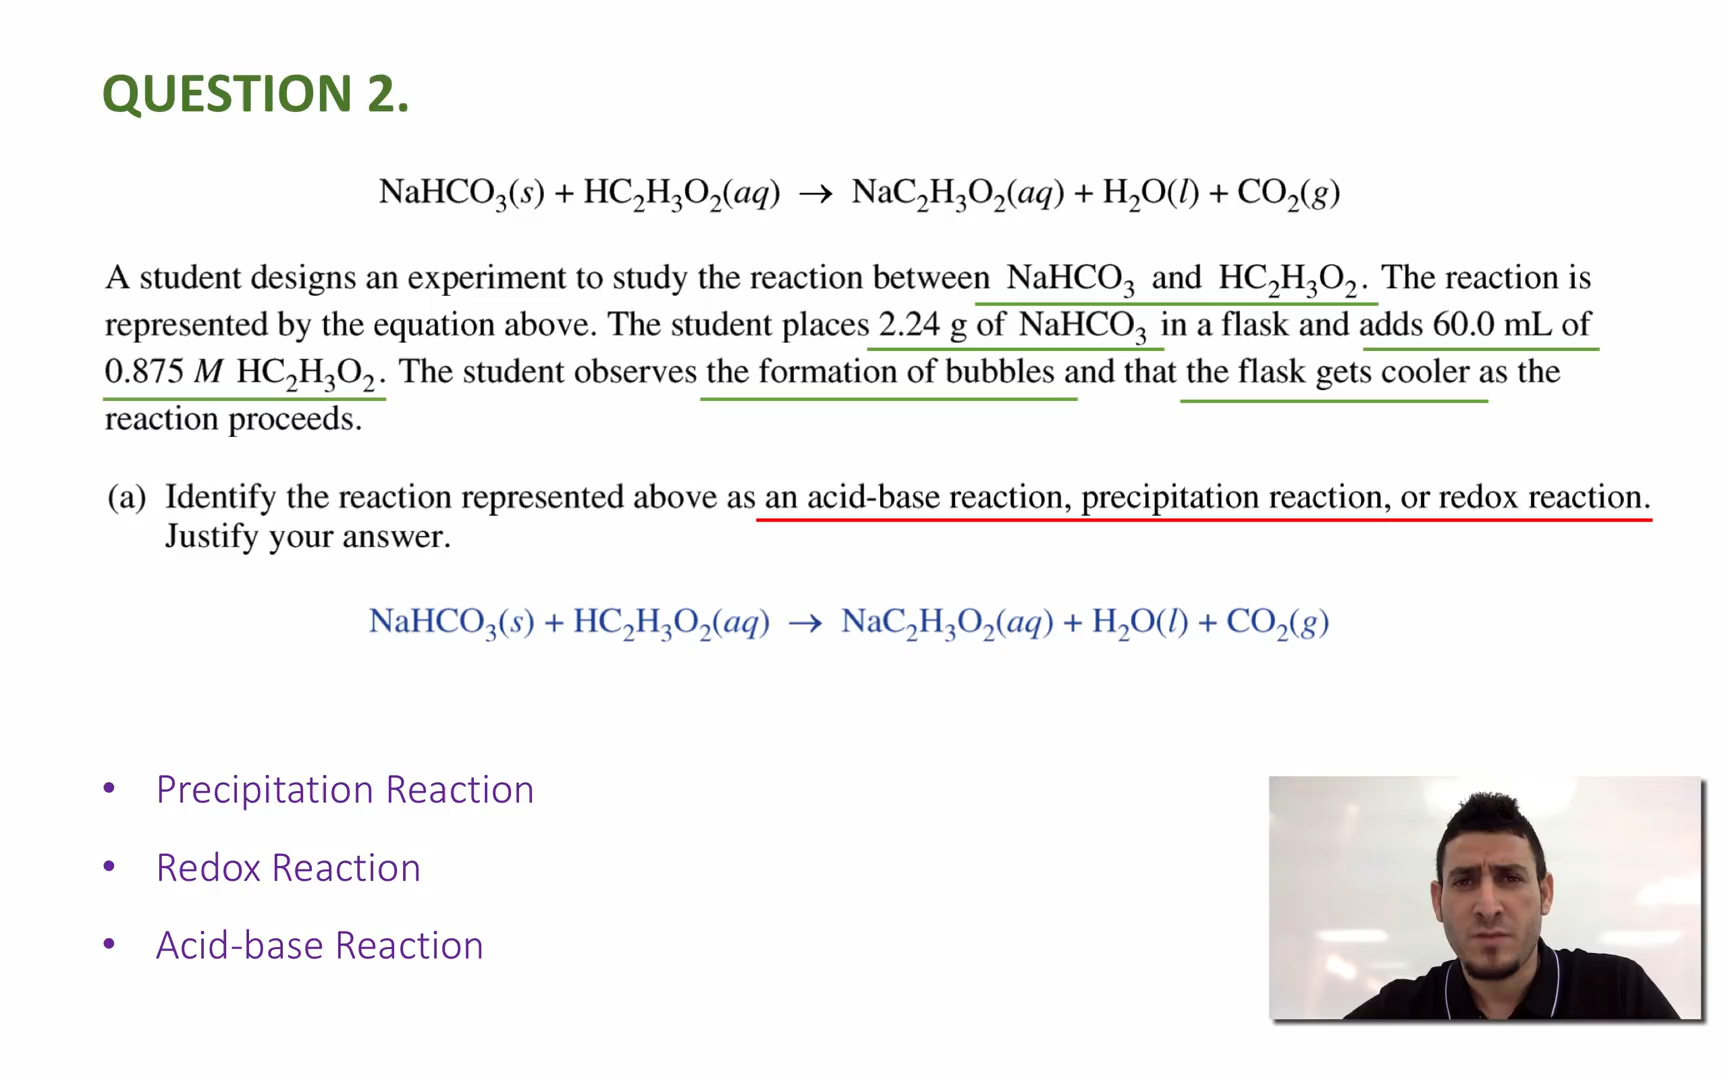 QUESTION 2.
NaHCO₃(s) + HC₂H₃O₂(aq) → NaC₂H₃O₂(aq) + H₂O(l) + CO₂(g)
A student designs an experiment to study the reaction between NaHCO₃ and HC₂H₃O₂. The reaction is
represented by the equation above. The student places 2.24 g of NaHCO₃ in a flask and adds 60.0 mL of
0.875 M HC₂H₃O₂. The student observes the formation of bubbles and that the flask gets cooler as the
reaction proceeds.
(a) Identify the reaction represented above as an acid-base reaction, precipitation reaction, or redox reaction.
Justify your answer.
NaHCO₃(s) + HC₂H₃O₂(aq) → NaC₂H₃O₂(aq) + H₂O(l) + CO₂(g)
• Precipitation Reaction
• Redox Reaction
• Acid-base Reaction